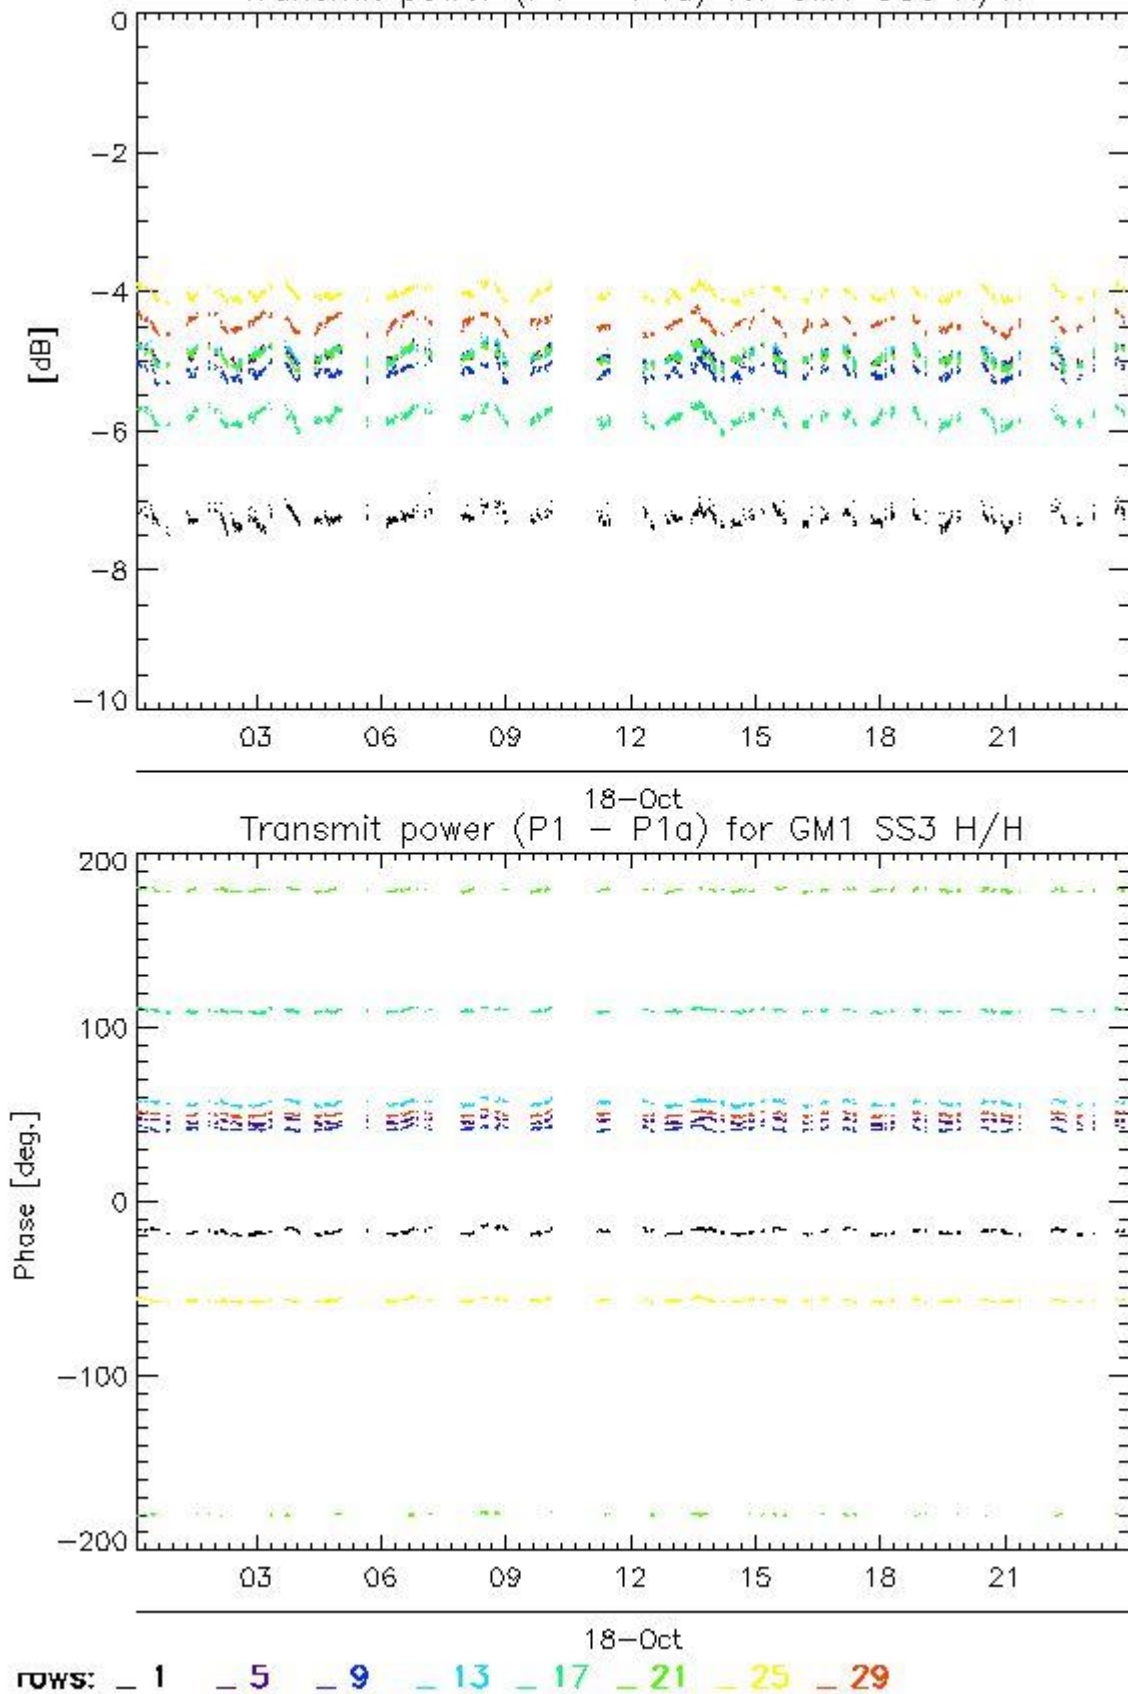 0
−2
−4
[dB]
−6
−8
−10
03 06 09 12 15 18 21
18−Oct
Transmit power (P1 − P1a) for GM1 SS3 H/H
200
100
Phase [deg.]
0
−100
−200
03 06 09 12 15 18 21
18−Oct
rows: _ 1 _ 5 _ 9 _ 13 _ 17 _ 21 _ 25 _ 29